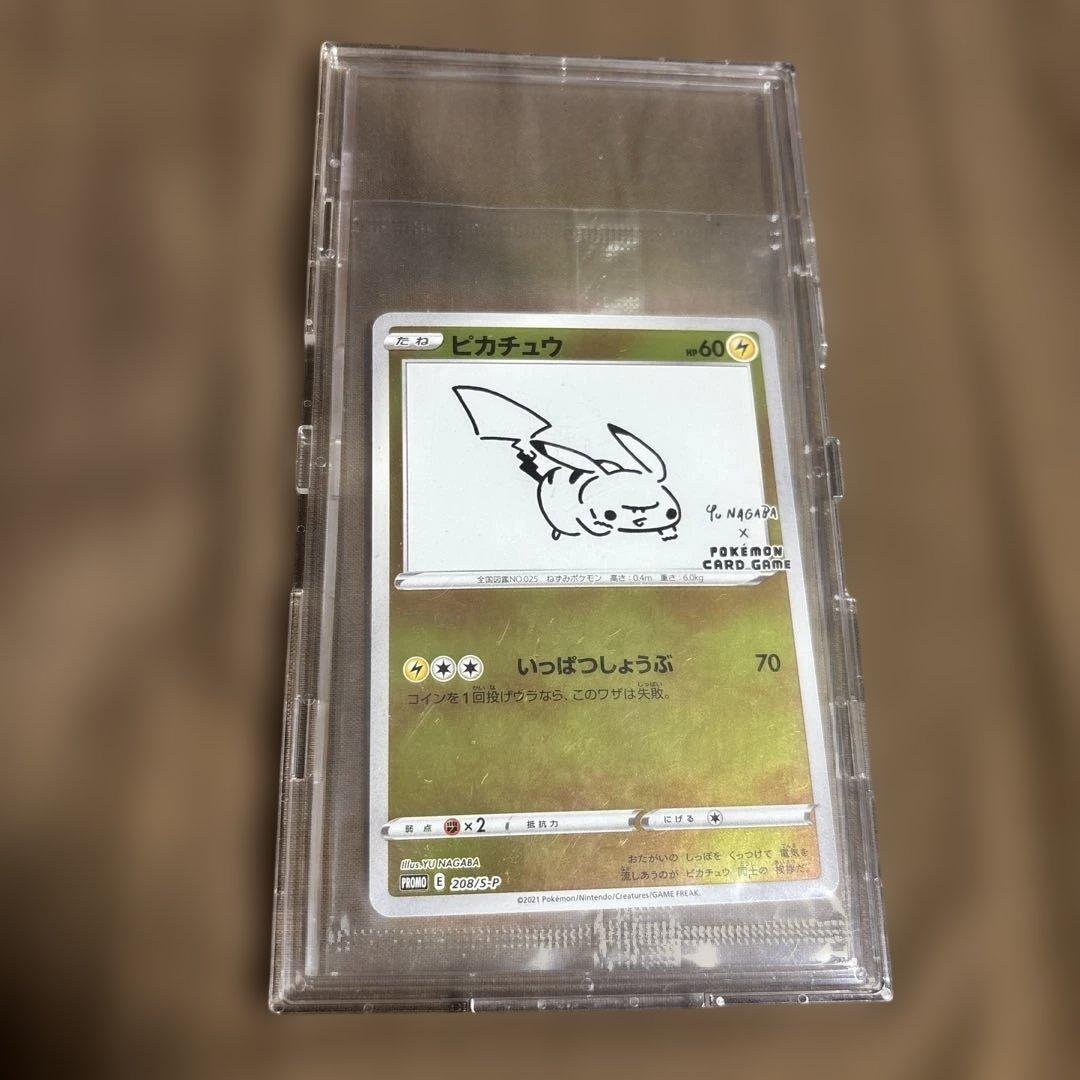 たね ピカチュウ HP60
YU NAGABA
×
POKÉMON
CARD GAME
全国図鑑NO.025 ねずみポケモン 高さ:0.4m 重さ:6.0kg
いっぱつしょうぶ 70
コインを1回投げウラなら、このワザは失敗。
弱点 ×2 抵抗力 にげる
Illus.YU NAGABA
おたがいの しっぽを くっつけて 電気を
流しあうのが ピカチュウ 同士の 挨拶だ。
PROMO E 208/S-P
©2021 Pokémon/Nintendo/Creatures/GAME FREAK.